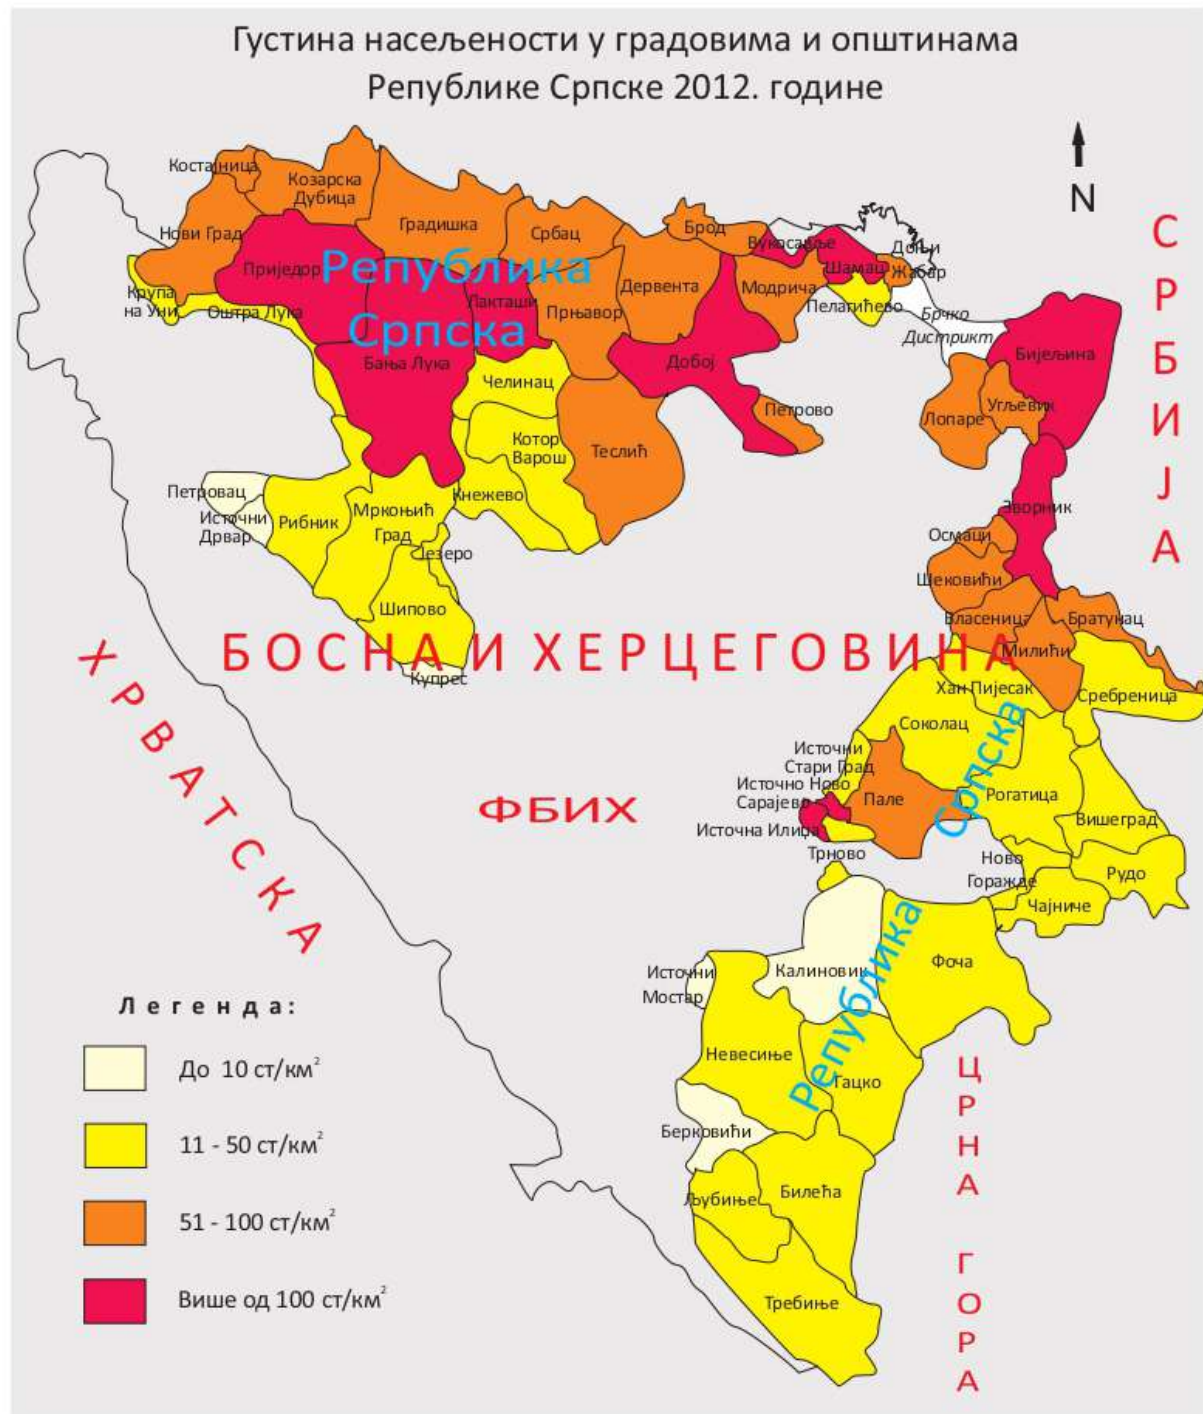 Густина насељености у градовима и општинама
Републике Српске 2012. године
N
СРБИЈА
Костајница
Козарска
Дубица
Градишка
Србац
Брод
Вукосавље
Доњи
Жабар
Нови Град
Приједор
Република
Српска
Лакташи
Прњавор
Дервента
Модрича
Шамац
Пелагићево
Брчко
Дистрикт
Крупа
на Уни
Оштра Лука
Бања Лука
Челинац
Добој
Бијељина
Котор
Варош
Теслић
Петрово
Лопаре
Угљевик
Петровац
Источни
Дрвар
Рибник
Мркоњић
Град
Кнежево
Језеро
Шипово
Купрес
Зворник
Осмаци
Шековићи
Власеница
Братунац
Милићи
БОСНА И ХЕРЦЕГОВИНА
ХРВАТСКА
ФБИХ
Хан Пијесак
Сребреница
Соколац
Источни
Стари Град
Источно Ново
Сарајево
Источна Илиџа
Пале
Српска
Рогатица
Вишеград
Трново
Ново
Горажде
Рудо
Чајниче
Источни
Мостар
Калиновик
Република
Фоча
Невесиње
Гацко
Берковићи
Љубиње
Билећа
Требиње
ЦРНА
ГОРА
Легенда:
До 10 ст/км²
11 - 50 ст/км²
51 - 100 ст/км²
Више од 100 ст/км²